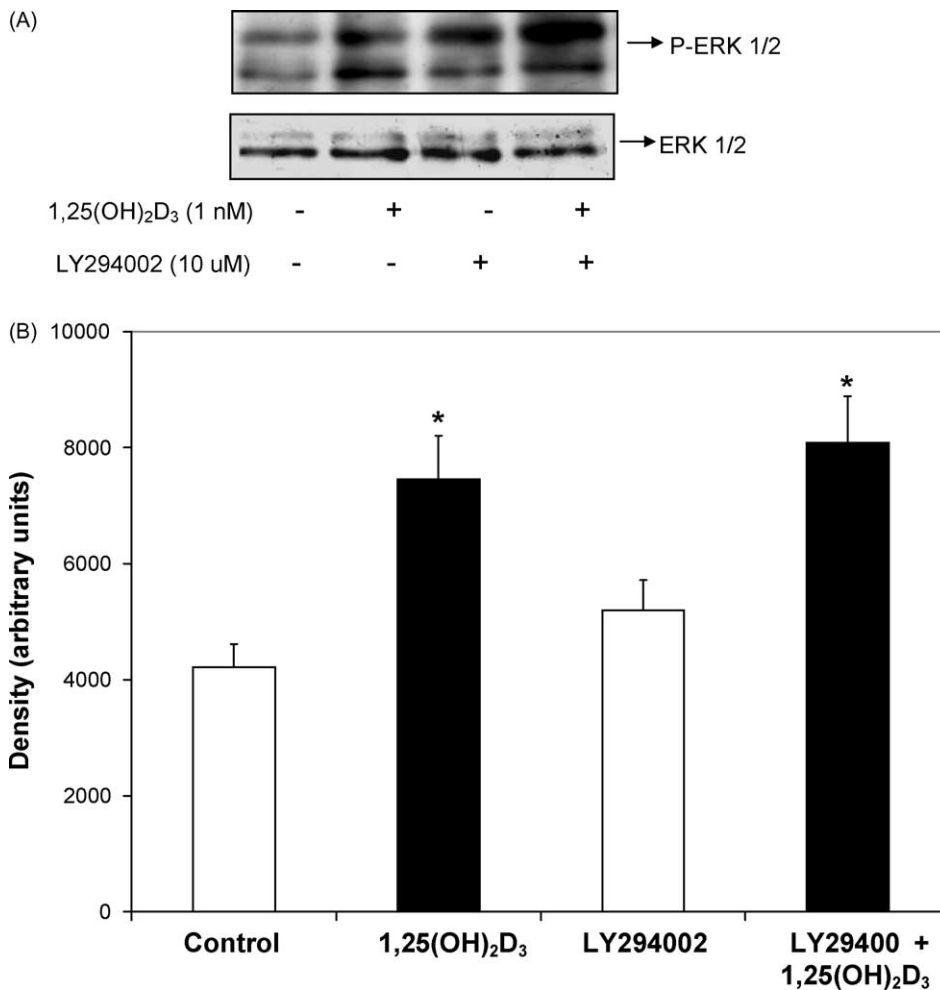 (A)
P-ERK 1/2
ERK 1/2
1,25(OH)₂D₃ (1 nM) - + - +
LY294002 (10 uM) - - + +
(B)
Density (arbitrary units)
10000
8000
6000
4000
2000
0
*
*
Control 1,25(OH)₂D₃ LY294002 LY29400 +
1,25(OH)₂D₃